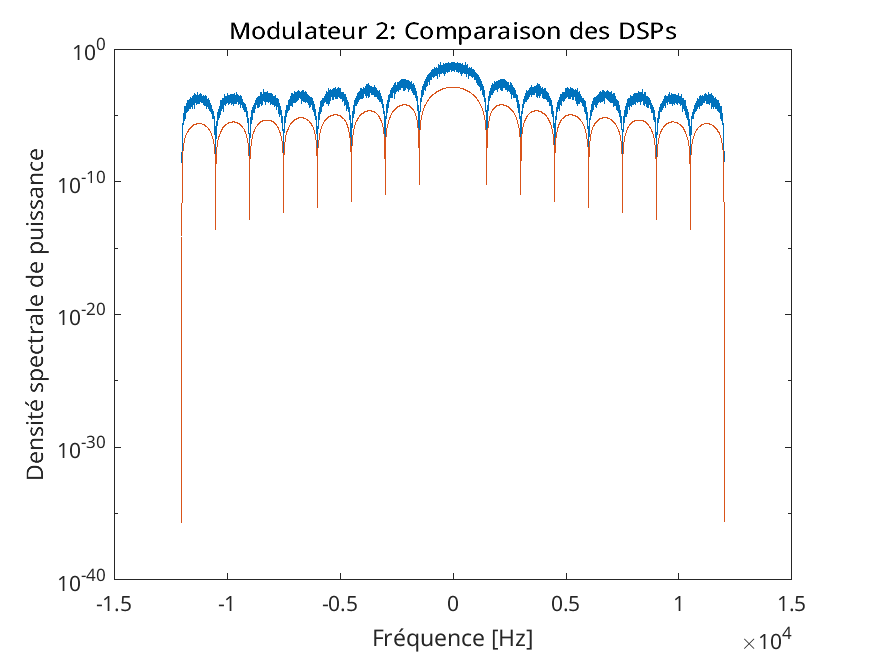 Modulateur 2: Comparaison des DSPs
Densité spectrale de puissance
10^0
10^-10
10^-20
10^-30
10^-40
-1.5 -1 -0.5 0 0.5 1 1.5
Fréquence [Hz]
×10^4